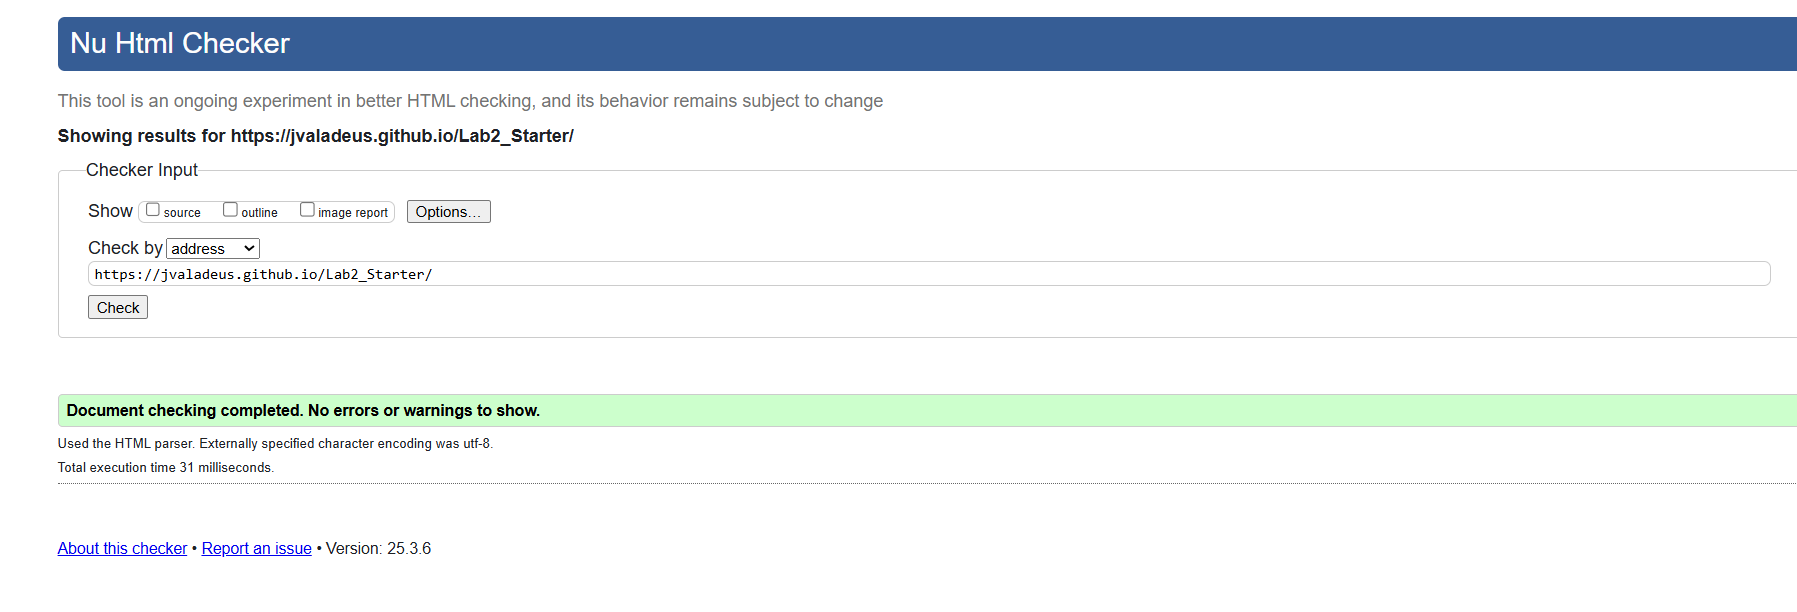 Nu Html Checker
This tool is an ongoing experiment in better HTML checking, and its behavior remains subject to change
Showing results for https://jvaladeus.github.io/Lab2_Starter/
Checker Input
Show source outline image report Options...
Check by address
https://jvaladeus.github.io/Lab2_Starter/
Check
Document checking completed. No errors or warnings to show.
Used the HTML parser. Externally specified character encoding was utf-8.
Total execution time 31 milliseconds.
About this checker • Report an issue • Version: 25.3.6